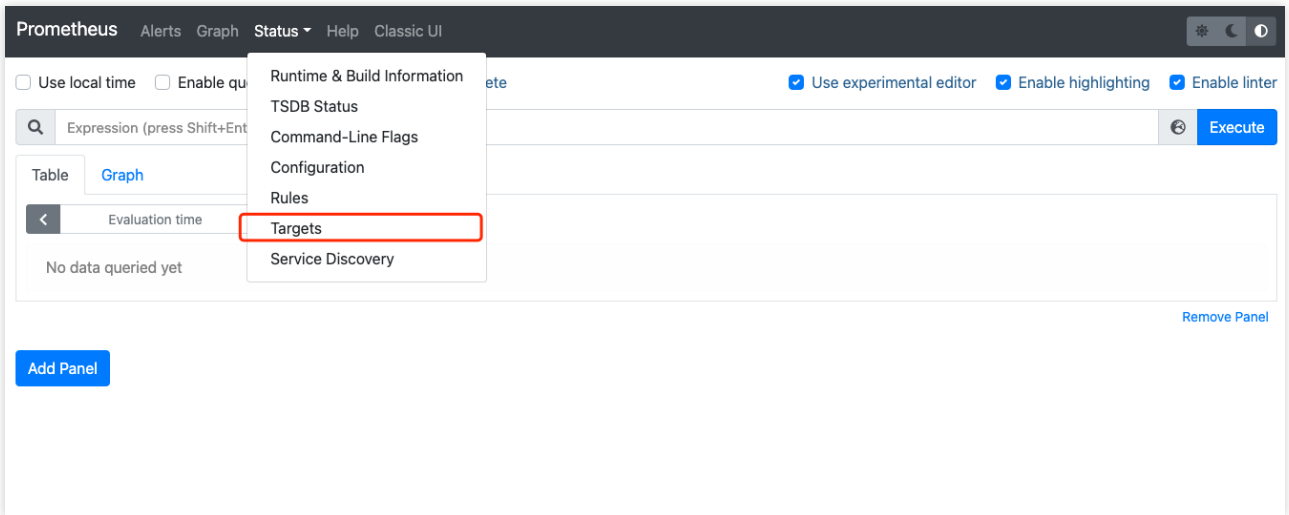 Prometheus Alerts Graph Status Help Classic UI
Use local time Enable qu ete Use experimental editor Enable highlighting Enable linter
Expression (press Shift+Ent Execute
Table Graph
Evaluation time
No data queried yet
Runtime & Build Information
TSDB Status
Command-Line Flags
Configuration
Rules
Targets
Service Discovery
Remove Panel
Add Panel